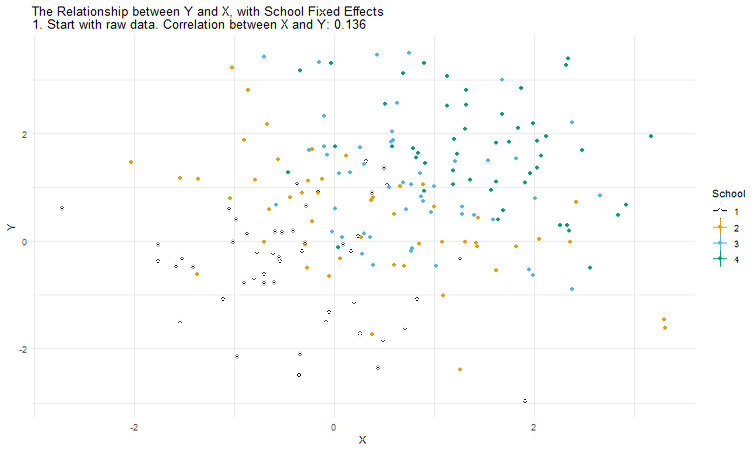 The Relationship between Y and X, with School Fixed Effects
1. Start with raw data. Correlation between X and Y: 0.136
Y
2
0
-2
-2
0
2
X
School
1
2
3
4